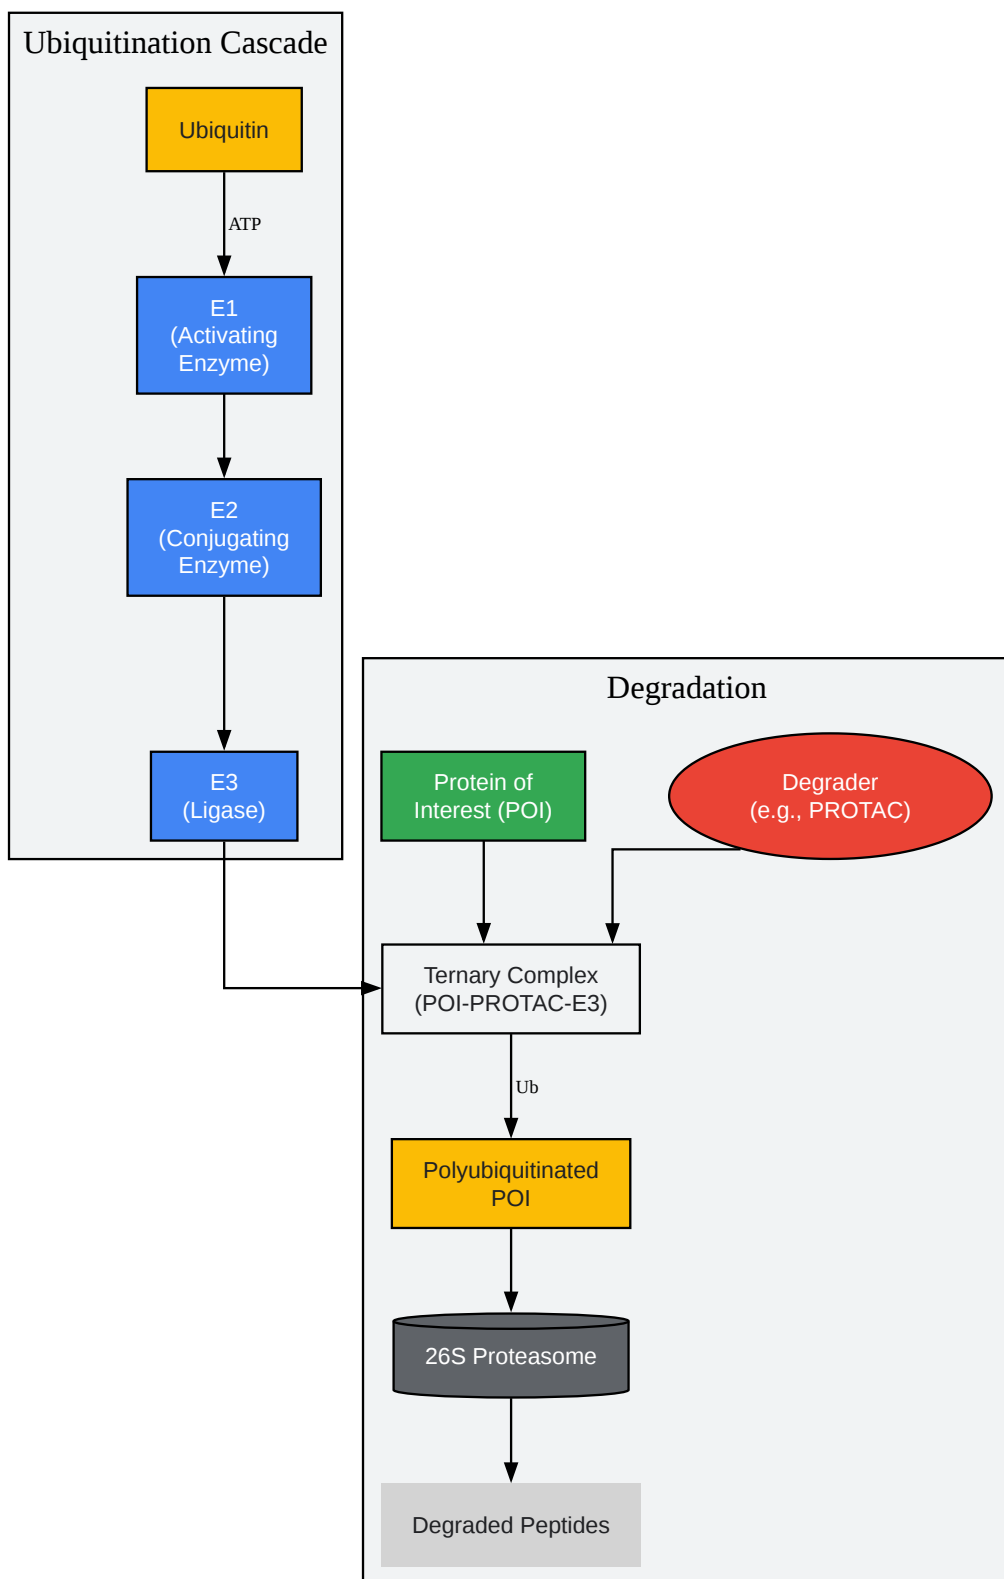 Ubiquitination Cascade
Ubiquitin
ATP
E1
(Activating
Enzyme)
E2
(Conjugating
Enzyme)
E3
(Ligase)
Degradation
Protein of
Interest (POI)
Degrader
(e.g., PROTAC)
Ternary Complex
(POI-PROTAC-E3)
Ub
Polyubiquitinated
POI
26S Proteasome
Degraded Peptides